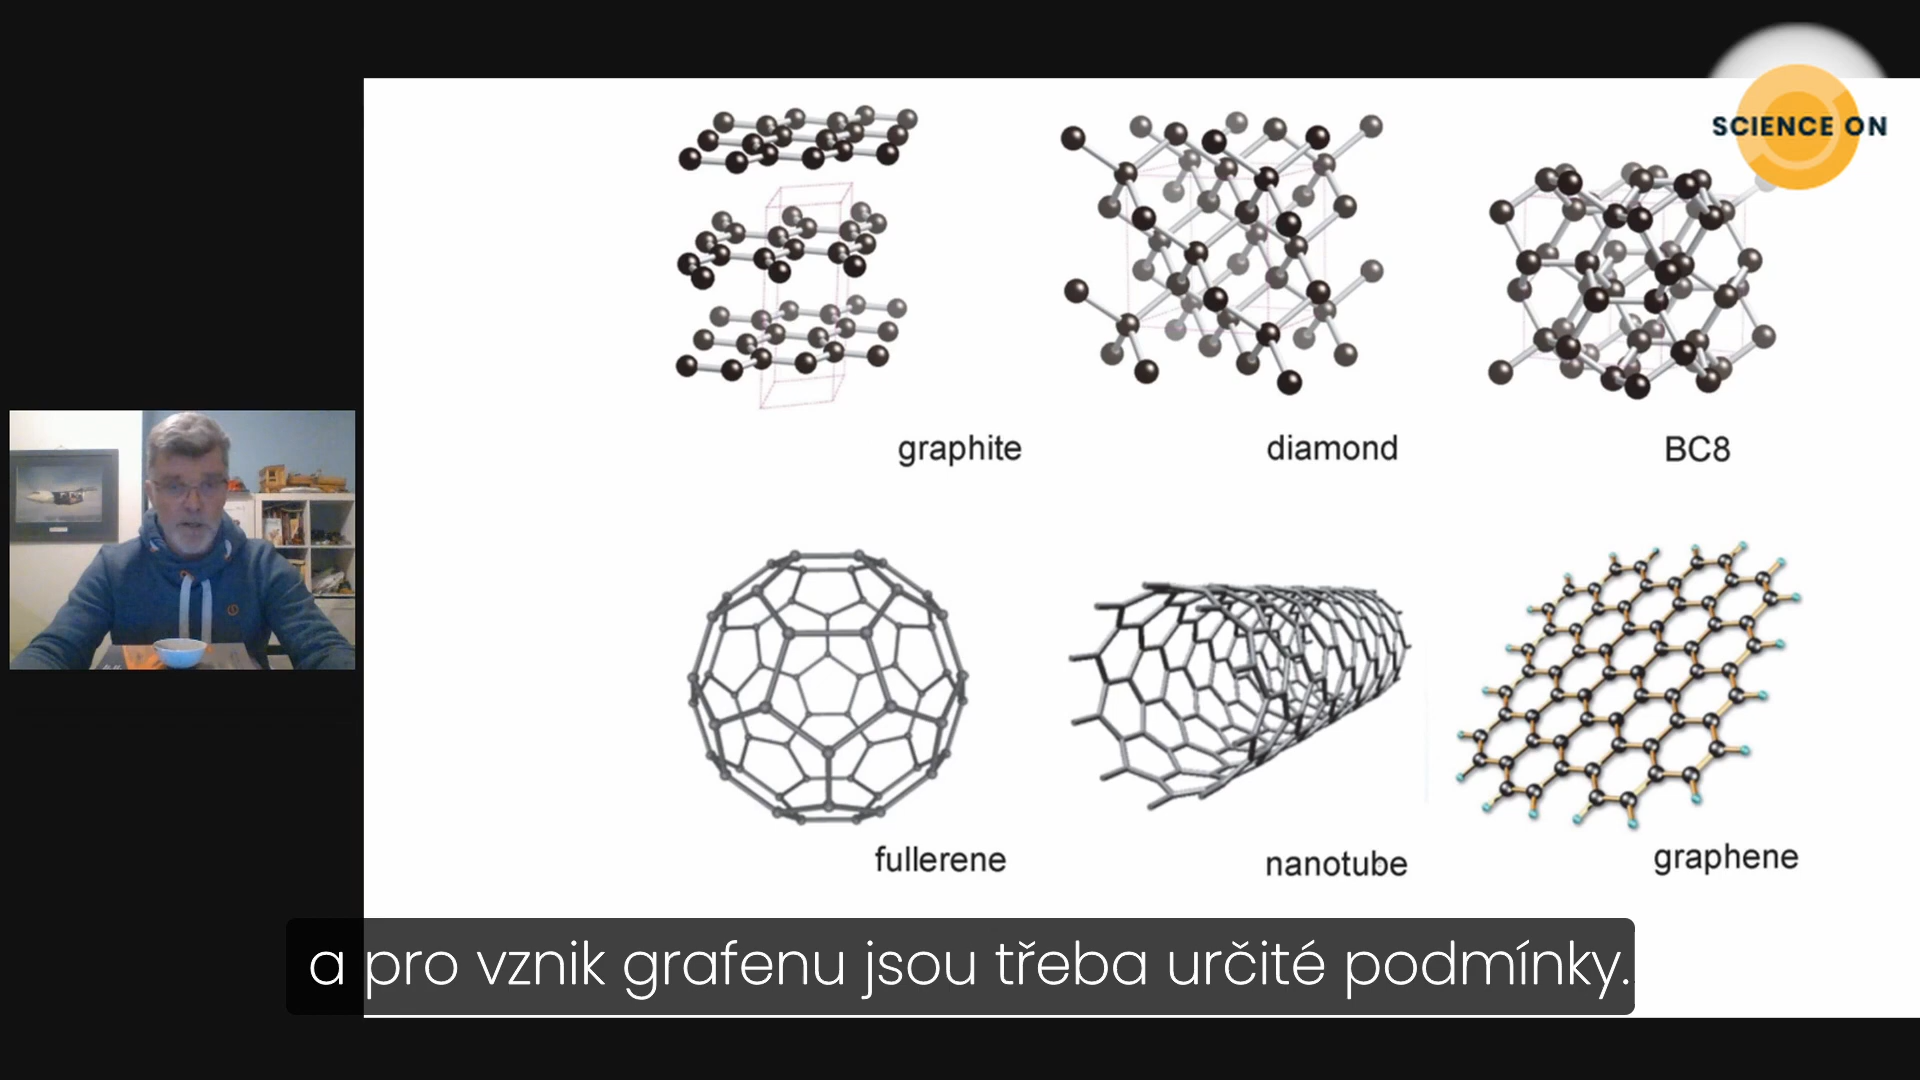 SCIENCE ON
graphite
diamond
BC8
fullerene
nanotube
graphene
a pro vznik grafenu jsou třeba určité podmínky.